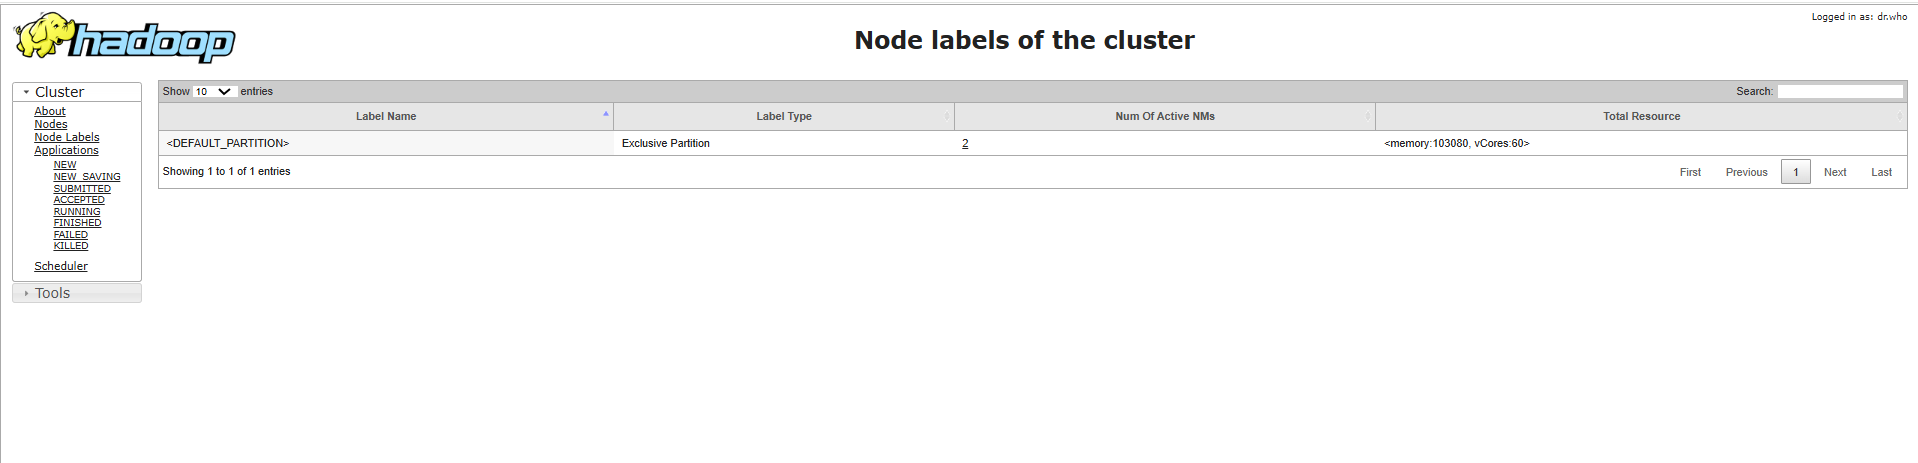 hadoop
Logged in as: dr.who
Node labels of the cluster
Cluster
About
Nodes
Node Labels
Applications
NEW
NEW_SAVING
SUBMITTED
ACCEPTED
RUNNING
FINISHED
FAILED
KILLED
Scheduler
Tools
Show 10 entries
Search:
Label Name Label Type Num Of Active NMs Total Resource
<DEFAULT_PARTITION> Exclusive Partition 2 <memory:103080, vCores:60>
Showing 1 to 1 of 1 entries
First Previous 1 Next Last